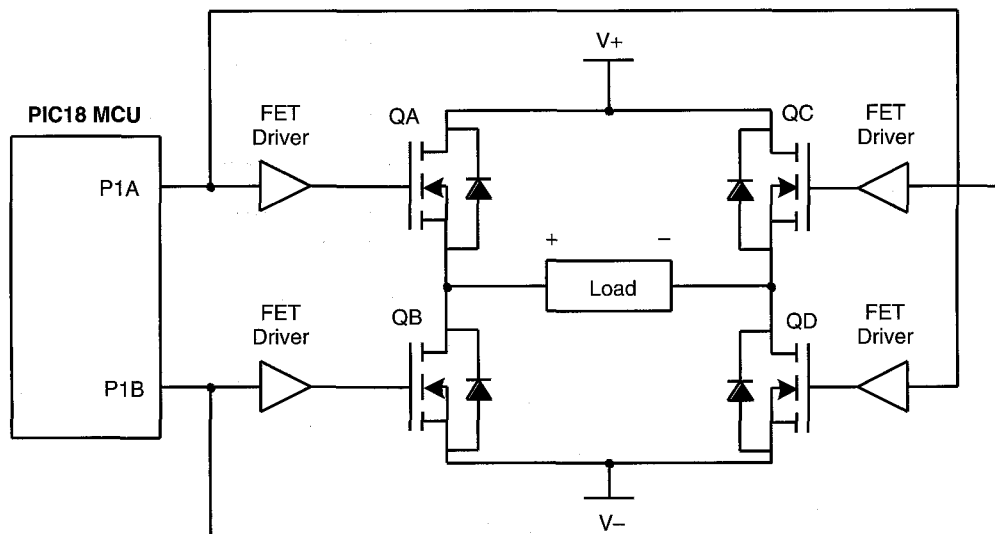 V+
PIC18 MCU
FET
Driver
QA
QC
FET
Driver
P1A
+
−
Load
FET
Driver
QB
QD
FET
Driver
P1B
V−